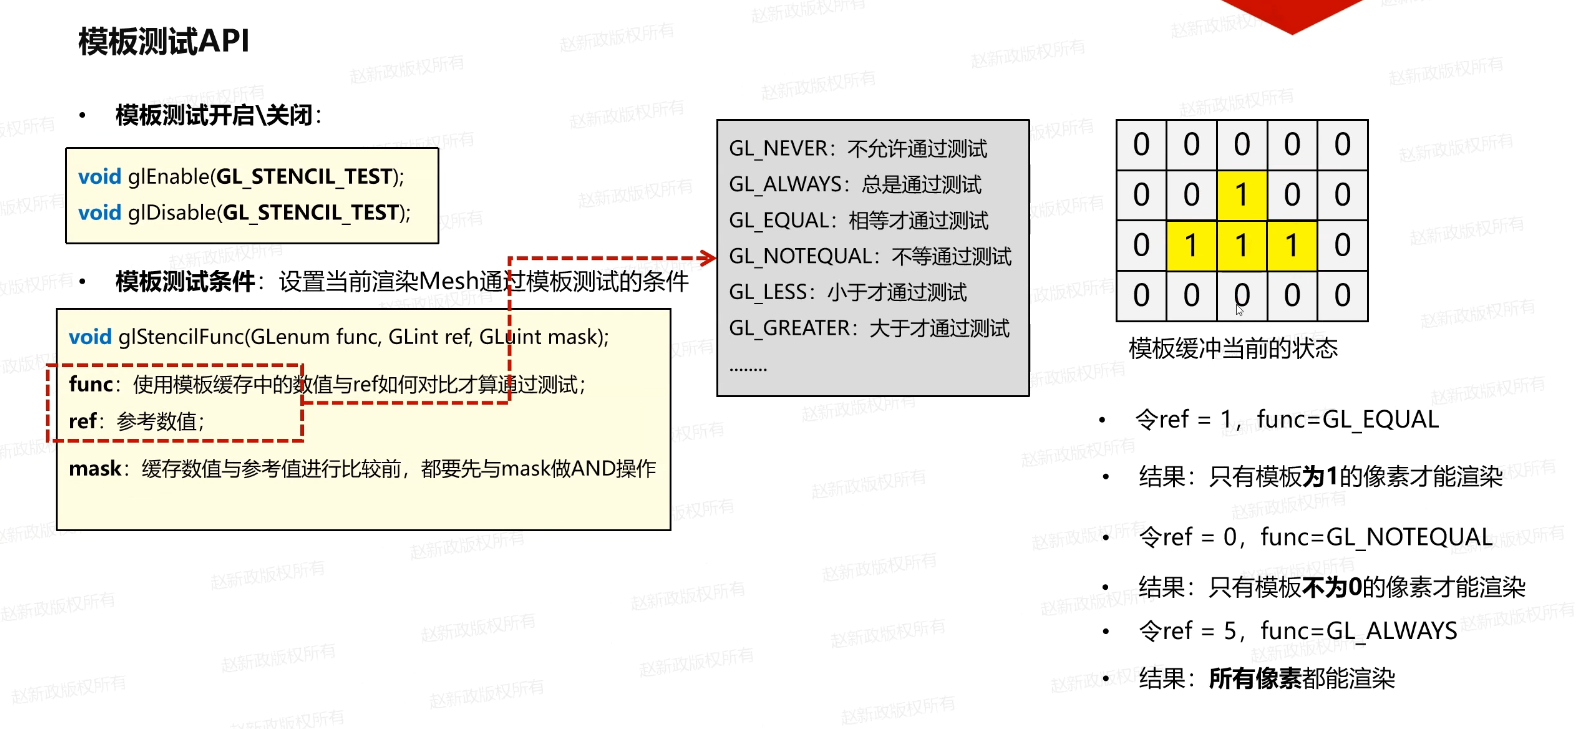 模板测试API
• 模板测试开启\关闭：
void glEnable(GL_STENCIL_TEST);
void glDisable(GL_STENCIL_TEST);
• 模板测试条件：设置当前渲染Mesh通过模板测试的条件
void glStencilFunc(GLenum func, GLint ref, GLuint mask);
func：使用模板缓存中的数值与ref如何对比才算通过测试；
ref：参考数值；
mask：缓存数值与参考值进行比较前，都要先与mask做AND操作
GL_NEVER：不允许通过测试
GL_ALWAYS：总是通过测试
GL_EQUAL：相等才通过测试
GL_NOTEQUAL：不等通过测试
GL_LESS：小于才通过测试
GL_GREATER：大于才通过测试
........
0 0 0 0 0
0 0 1 0 0
0 1 1 1 0
0 0 0 0 0
模板缓冲当前的状态
• 令ref = 1，func=GL_EQUAL
• 结果：只有模板为1的像素才能渲染
• 令ref = 0，func=GL_NOTEQUAL
• 结果：只有模板不为0的像素才能渲染
• 令ref = 5，func=GL_ALWAYS
• 结果：所有像素都能渲染
赵新政版权所有